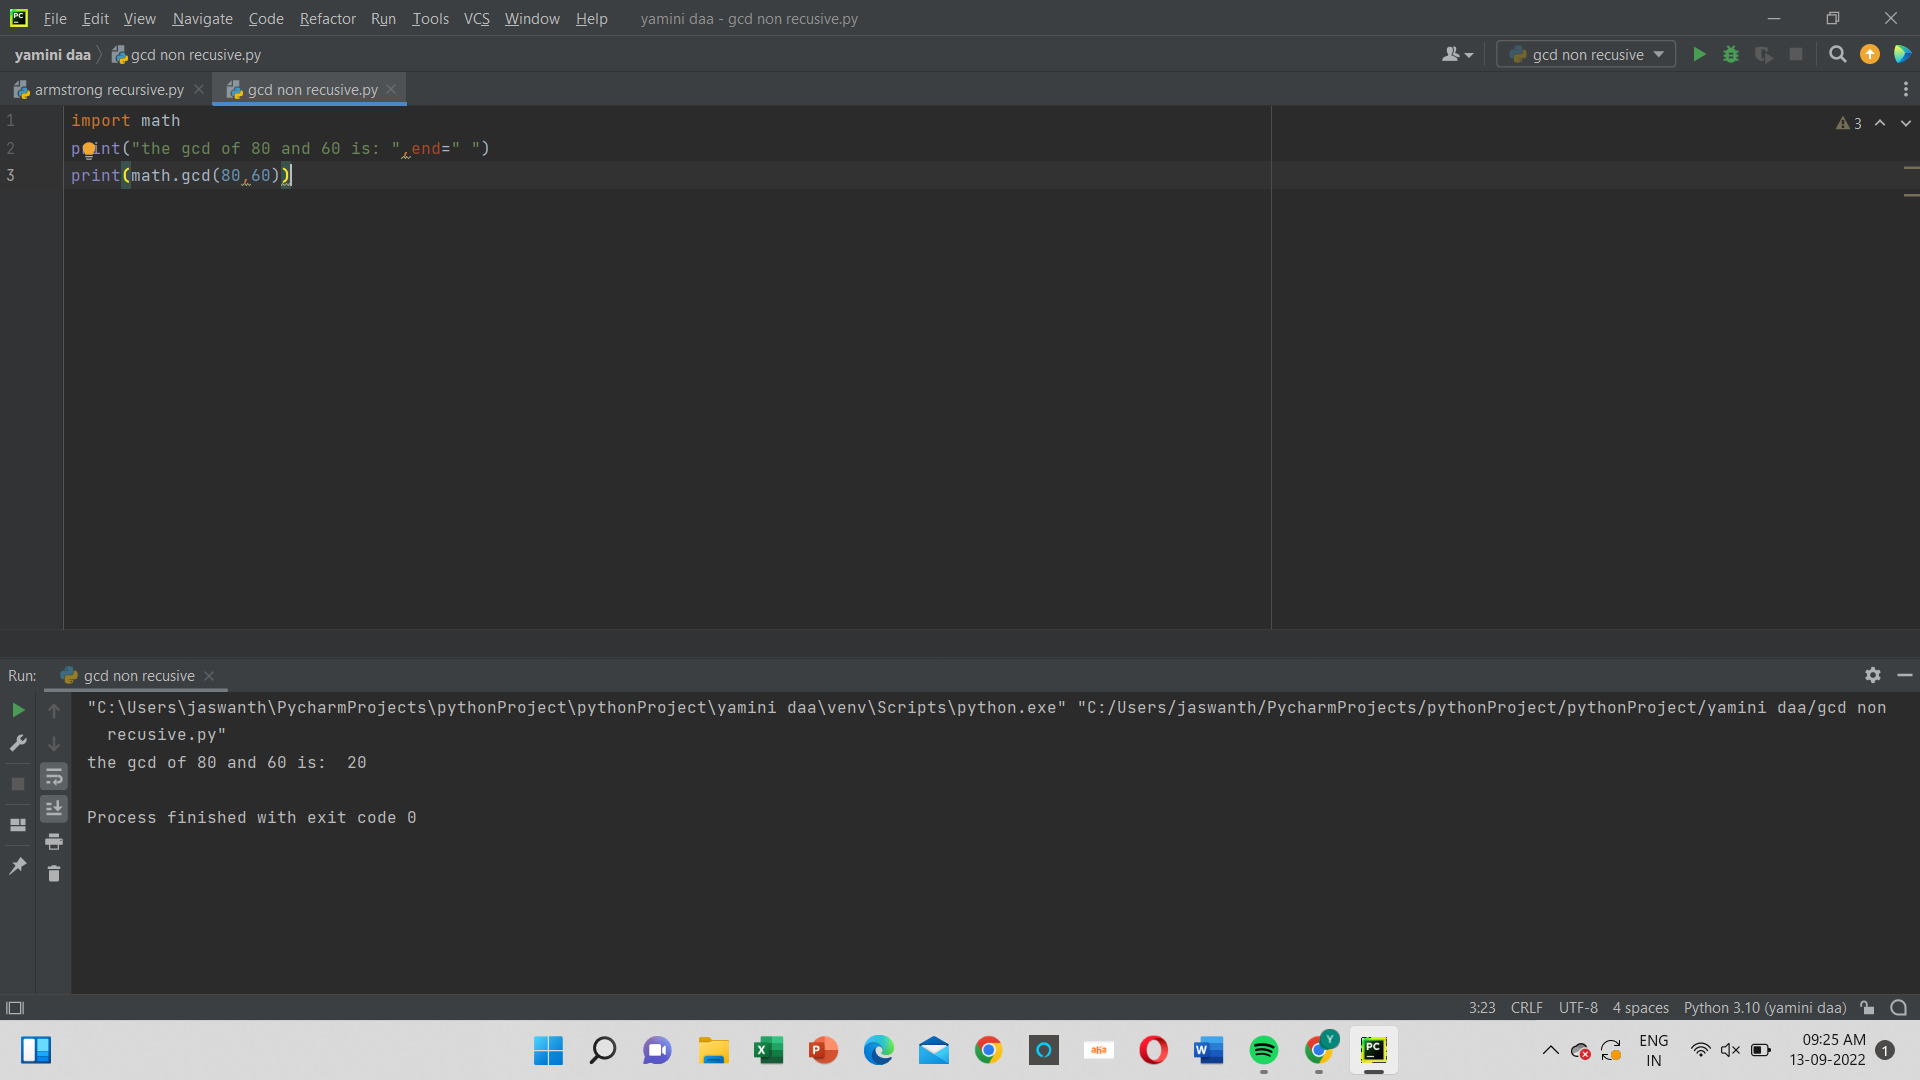 PC File Edit View Navigate Code Refactor Run Tools VCS Window Help yamini daa - gcd non recusive.py
yamini daa gcd non recusive.py gcd non recusive
armstrong recursive.py gcd non recusive.py
1 import math 3
2 print("the gcd of 80 and 60 is: ",end=" ")
3 print(math.gcd(80,60))
Run: gcd non recusive
"C:\Users\jaswanth\PycharmProjects\pythonProject\pythonProject\yamini daa\venv\Scripts\python.exe" "C:/Users/jaswanth/PycharmProjects/pythonProject/pythonProject/yamini daa/gcd non
recusive.py"
the gcd of 80 and 60 is:  20
Process finished with exit code 0
3:23 CRLF UTF-8 4 spaces Python 3.10 (yamini daa)
X P aha W Y PC ENG 09:25 AM
IN 13-09-2022 1